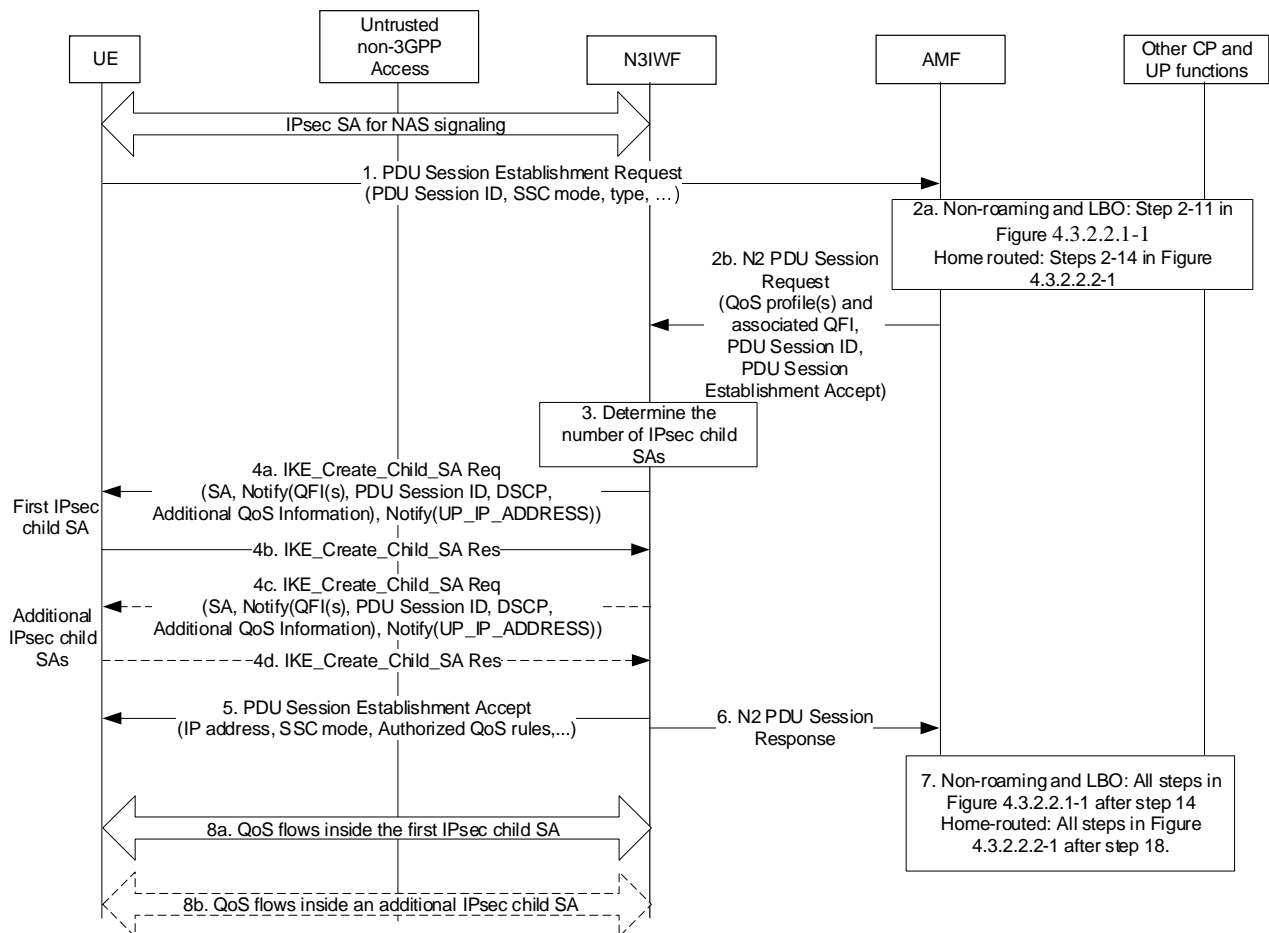 UE
Untrusted
non-3GPP
Access
N3IWF
AMF
Other CP and
UP functions
IPsec SA for NAS signaling
1. PDU Session Establishment Request
(PDU Session ID, SSC mode, type, …)
2a. Non-roaming and LBO: Step 2-11 in
Figure 4.3.2.2.1-1
Home routed: Steps 2-14 in Figure
4.3.2.2.2-1
2b. N2 PDU Session
Request
(QoS profile(s) and
associated QFI,
PDU Session ID,
PDU Session
Establishment Accept)
3. Determine the
number of IPsec child
SAs
4a. IKE_Create_Child_SA Req
(SA, Notify(QFI(s), PDU Session ID, DSCP,
Additional QoS Information), Notify(UP_IP_ADDRESS))
First IPsec
child SA
4b. IKE_Create_Child_SA Res
4c. IKE_Create_Child_SA Req
(SA, Notify(QFI(s), PDU Session ID, DSCP,
Additional QoS Information), Notify(UP_IP_ADDRESS))
Additional
IPsec child
SAs
4d. IKE_Create_Child_SA Res
5. PDU Session Establishment Accept
(IP address, SSC mode, Authorized QoS rules,...)
6. N2 PDU Session
Response
7. Non-roaming and LBO: All steps in
Figure 4.3.2.2.1-1 after step 14
Home-routed: All steps in Figure
4.3.2.2.2-1 after step 18.
8a. QoS flows inside the first IPsec child SA
8b. QoS flows inside an additional IPsec child SA